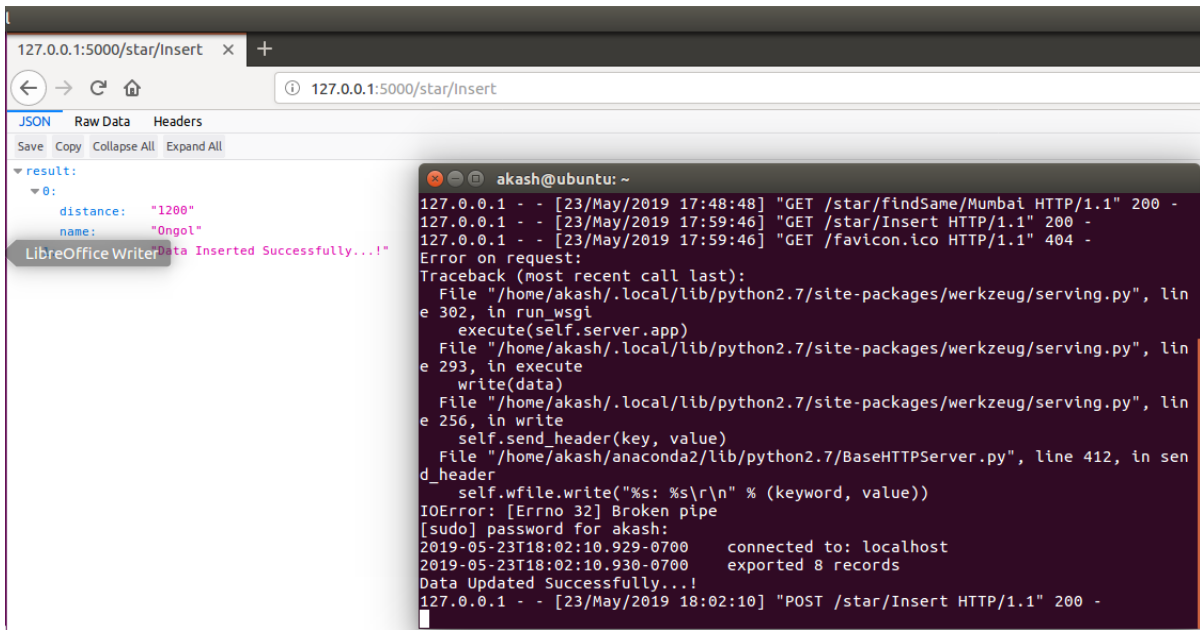 127.0.0.1:5000/star/Insert
127.0.0.1:5000/star/Insert
JSON Raw Data Headers
Save Copy Collapse All Expand All
result:
0:
distance: "1200"
name: "Ongol"
"Data Inserted Successfully...!"
LibreOffice Writer
akash@ubuntu: ~
127.0.0.1 - - [23/May/2019 17:48:48] "GET /star/findSame/Mumbai HTTP/1.1" 200 -
127.0.0.1 - - [23/May/2019 17:59:46] "GET /star/Insert HTTP/1.1" 200 -
127.0.0.1 - - [23/May/2019 17:59:46] "GET /favicon.ico HTTP/1.1" 404 -
Error on request:
Traceback (most recent call last):
  File "/home/akash/.local/lib/python2.7/site-packages/werkzeug/serving.py", lin
e 302, in run_wsgi
    execute(self.server.app)
  File "/home/akash/.local/lib/python2.7/site-packages/werkzeug/serving.py", lin
e 293, in execute
    write(data)
  File "/home/akash/.local/lib/python2.7/site-packages/werkzeug/serving.py", lin
e 256, in write
    self.send_header(key, value)
  File "/home/akash/anaconda2/lib/python2.7/BaseHTTPServer.py", line 412, in sen
d_header
    self.wfile.write("%s: %s\r\n" % (keyword, value))
IOError: [Errno 32] Broken pipe
[sudo] password for akash:
2019-05-23T18:02:10.929-0700    connected to: localhost
2019-05-23T18:02:10.930-0700    exported 8 records
Data Updated Successfully...!
127.0.0.1 - - [23/May/2019 18:02:10] "POST /star/Insert HTTP/1.1" 200 -